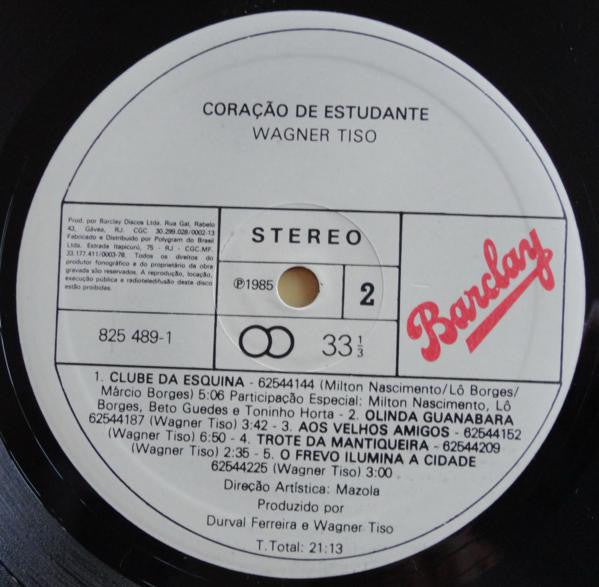 CORAÇÃO DE ESTUDANTE
WAGNER TISO
Prod. por Barclay Discos Ltda. Rua Gal. Rabelo
43, Gávea, RJ. CGC 30.299.028/0002-13
Fabricado e Distribuído por Polygram do Brasil
Ltda. Estrada Itapicurú, 75 - RJ - CGC.MF.
33.177.411/0003-78. Todos os direitos do
produtor fonográfico e do proprietário da obra
gravada são reservados. A reprodução, locação,
execução pública e radioteledifusão deste disco
estão proibidas.
STEREO
Ⓟ1985
2
Barclay
825 489-1
33 1/3
1. CLUBE DA ESQUINA - 62544144 (Milton Nascimento/Lô Borges/
Márcio Borges) 5:06 Participação Especial: Milton Nascimento, Lô
Borges, Beto Guedes e Toninho Horta - 2. OLINDA GUANABARA
62544187 (Wagner Tiso) 3:42 - 3. AOS VELHOS AMIGOS - 62544152
(Wagner Tiso) 6:50 - 4. TROTE DA MANTIQUEIRA - 62544209
(Wagner Tiso) 2:35 - 5. O FREVO ILUMINA A CIDADE
62544225 (Wagner Tiso) 3:00
Direção Artística: Mazola
Produzido por
Durval Ferreira e Wagner Tiso
T.Total: 21:13